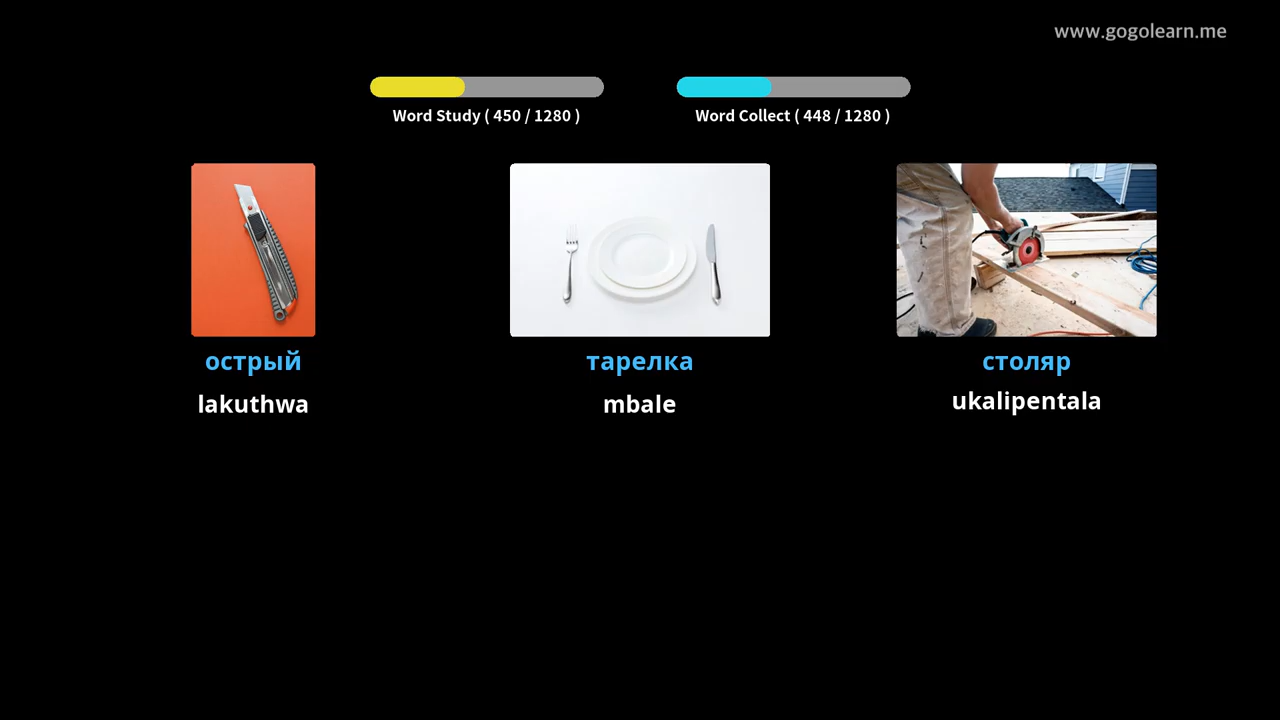 www.gogolearn.me
Word Study ( 450 / 1280 )
Word Collect ( 448 / 1280 )
острый
тарелка
столяр
lakuthwa
mbale
ukalipentala